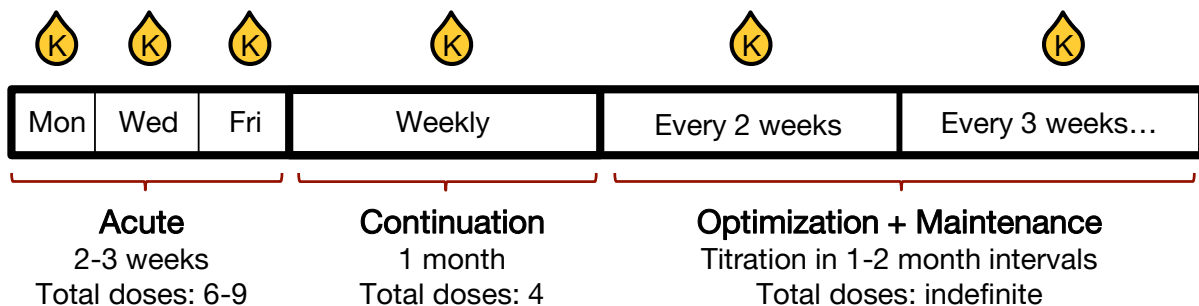 K K K K K K
Mon Wed Fri Weekly Every 2 weeks Every 3 weeks…
Acute Continuation Optimization + Maintenance
2-3 weeks 1 month Titration in 1-2 month intervals
Total doses: 6-9 Total doses: 4 Total doses: indefinite